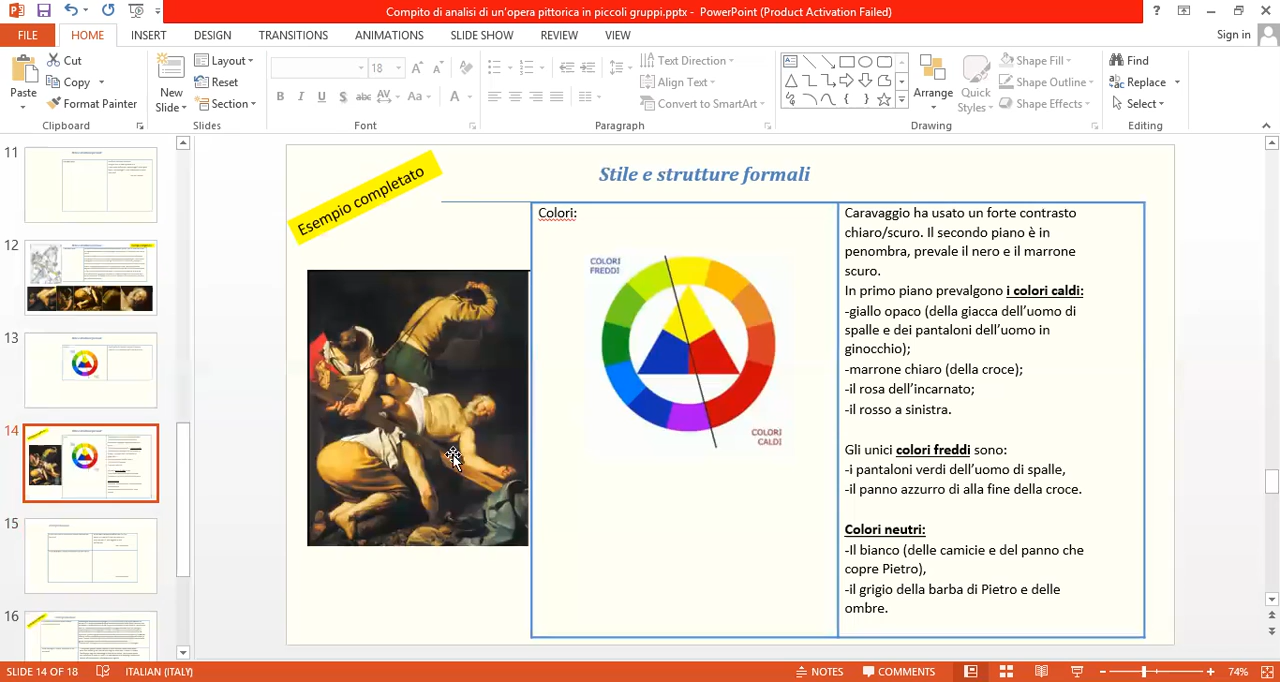 Compito di analisi di un'opera pittorica in piccoli gruppi.pptx - PowerPoint (Product Activation Failed)
FILE HOME INSERT DESIGN TRANSITIONS ANIMATIONS SLIDE SHOW REVIEW VIEW Sign in
Paste
Cut
Copy
Format Painter
Clipboard
New
Slide
Layout
Reset
Section
Slides
18
Font
Text Direction
Align Text
Convert to SmartArt
Paragraph
Arrange
Quick
Styles
Shape Fill
Shape Outline
Shape Effects
Drawing
Find
Replace
Select
Editing
11
12
13
14
15
16
Esempio completato
Stile e strutture formali
Colori:
COLORI
FREDDI
COLORI
CALDI
Caravaggio ha usato un forte contrasto
chiaro/scuro. Il secondo piano è in
penombra, prevale il nero e il marrone
scuro.
In primo piano prevalgono i colori caldi:
-giallo opaco (della giacca dell'uomo di
spalle e dei pantaloni dell'uomo in
ginocchio);
-marrone chiaro (della croce);
-il rosa dell'incarnato;
-il rosso a sinistra.
Gli unici colori freddi sono:
-i pantaloni verdi dell'uomo di spalle,
-il panno azzurro di alla fine della croce.
Colori neutri:
-Il bianco (delle camicie e del panno che
copre Pietro),
-il grigio della barba di Pietro e delle
ombre.
SLIDE 14 OF 18 ITALIAN (ITALY) NOTES COMMENTS 74%